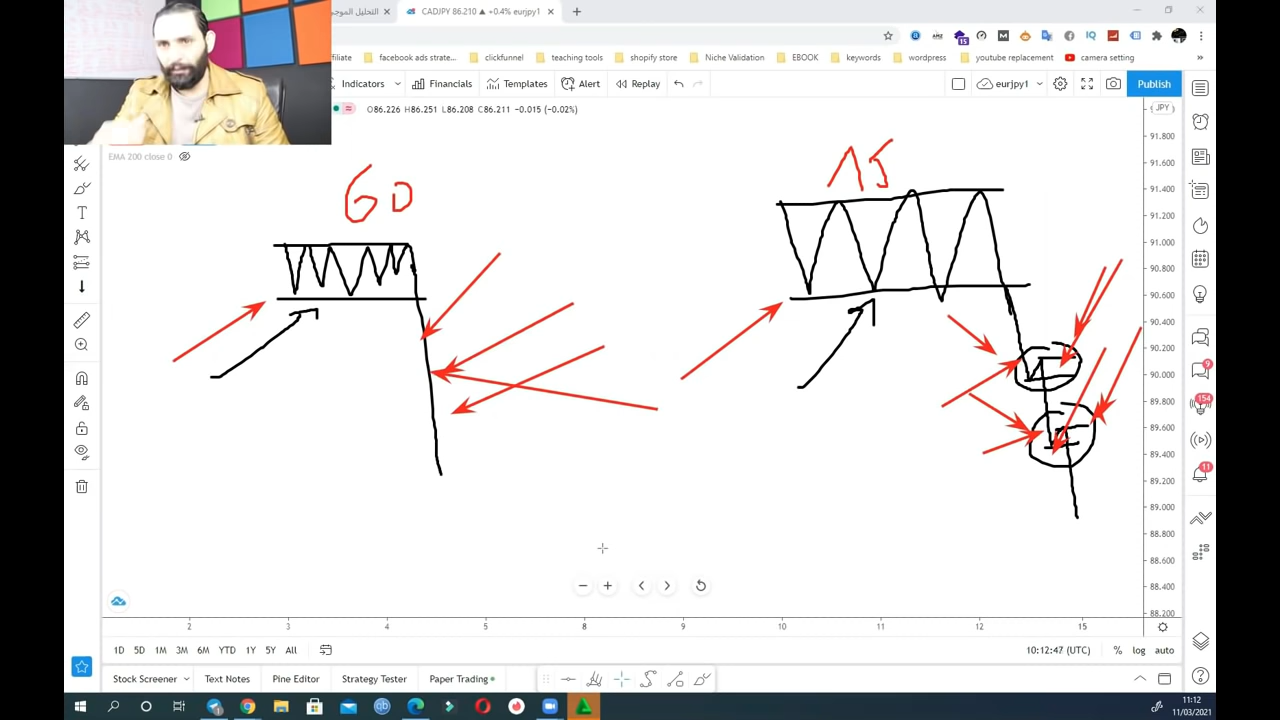 التحليل الموج
CADJPY 86.210 ▲ +0.4% eurjpy1
facebook ads strate...
clickfunnel
teaching tools
shopify store
Niche Validation
EBOOK
keywords
wordpress
youtube replacement
camera setting
Indicators
Financials
Templates
Alert
Replay
eurjpy1
Publish
O86.226 H86.251 L86.208 C86.211 −0.015 (−0.02%)
JPY
EMA 200 close 0
60
15
91.800
91.600
91.400
91.200
91.000
90.800
90.600
90.400
90.200
90.000
89.800
89.600
89.400
89.200
89.000
88.800
88.600
88.400
88.200
15
9
154
11
2 3 4 5 7 8 9 10 11 12 15
1D 5D 1M 3M 6M YTD 1Y 5Y All
10:12:47 (UTC) % log auto
Stock Screener Text Notes Pine Editor Strategy Tester Paper Trading
11:12
11/03/2021